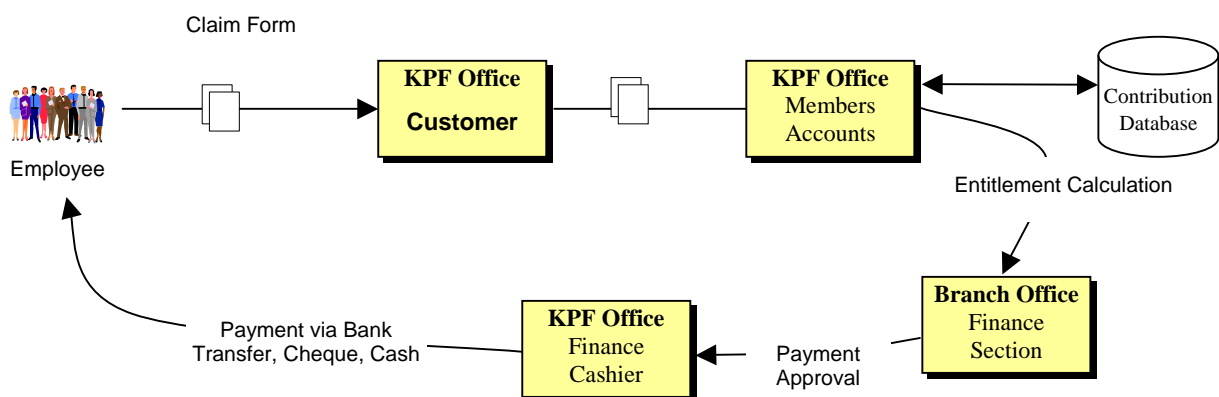 Claim Form
KPF Office
Customer
KPF Office
Members
Accounts
Contribution
Database
Employee
Entitlement Calculation
Branch Office
Finance
Section
Payment
Approval
KPF Office
Finance
Cashier
Payment via Bank
Transfer, Cheque, Cash